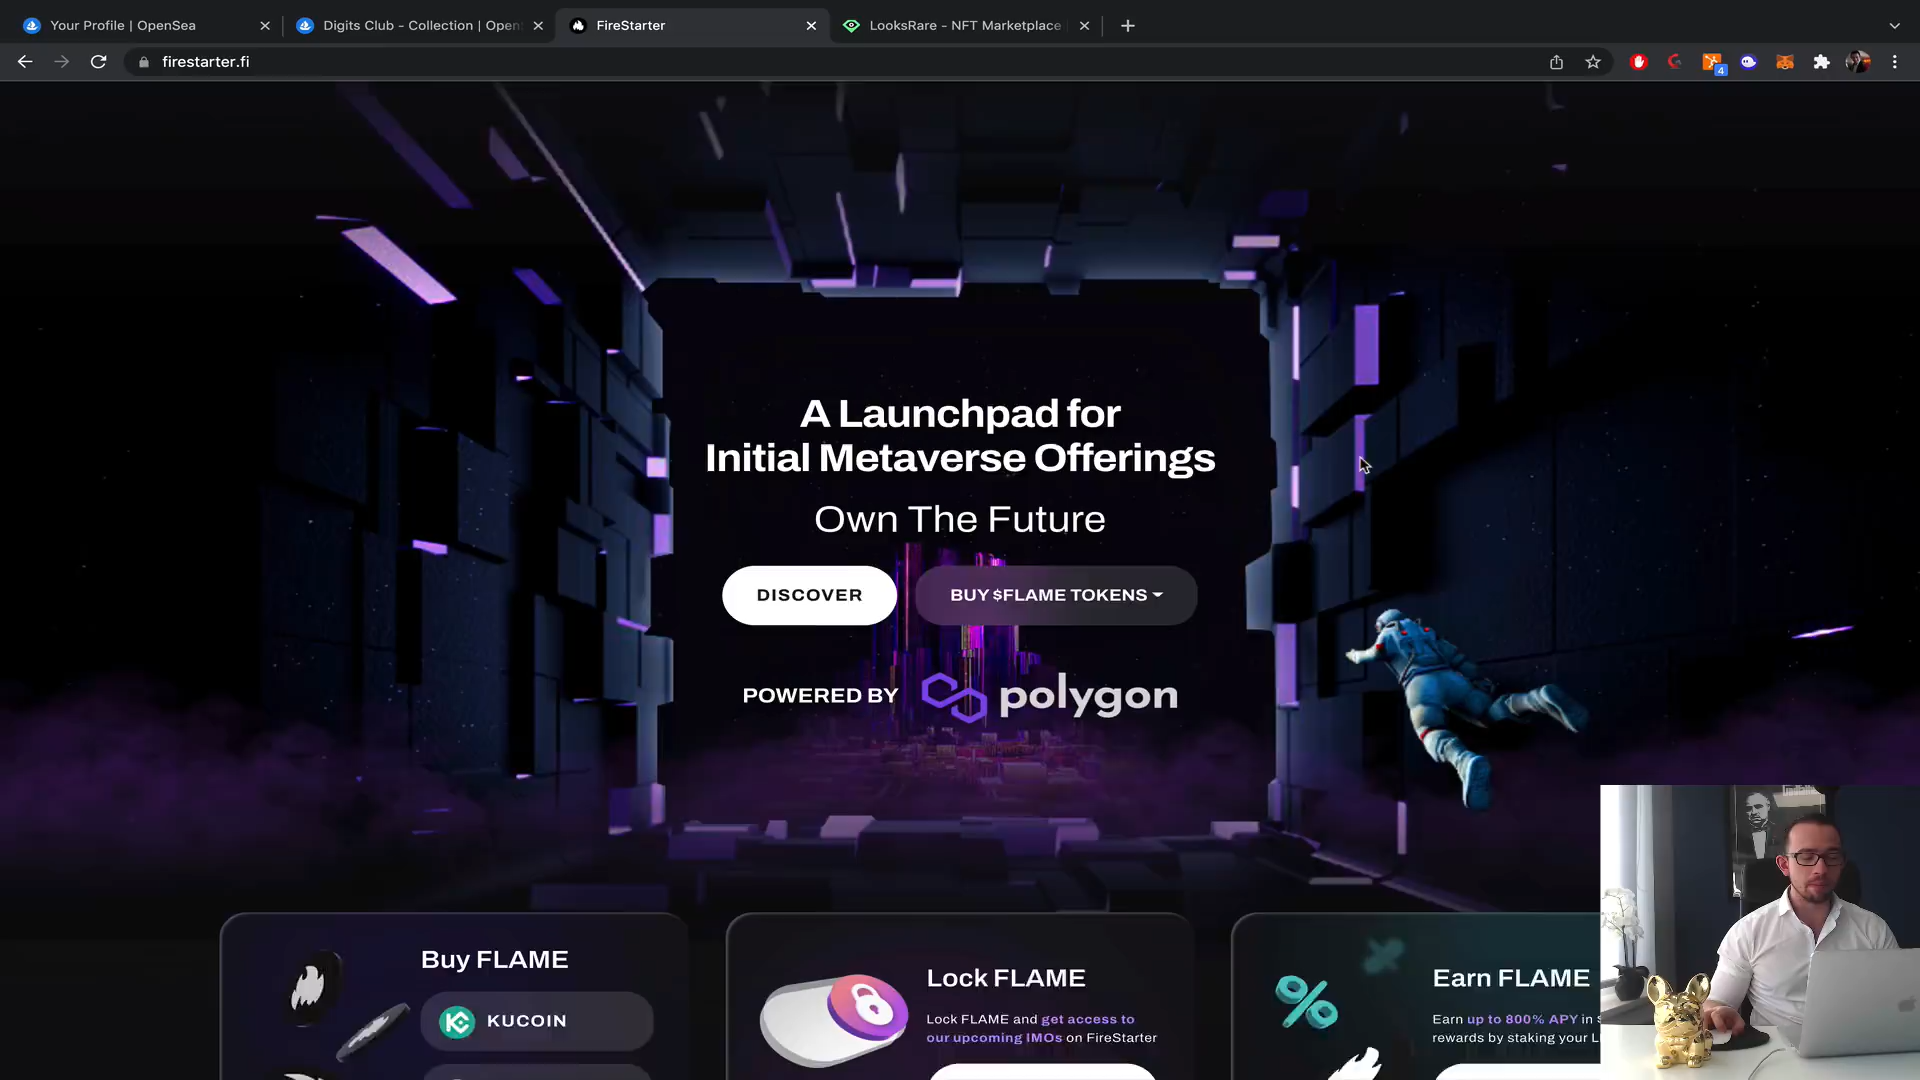 Your Profile | OpenSea
Digits Club - Collection | Open
FireStarter
LooksRare - NFT Marketplace
firestarter.fi
4
A Launchpad for
Initial Metaverse Offerings
Own The Future
DISCOVER
BUY $FLAME TOKENS
POWERED BY polygon
Buy FLAME
KUCOIN
Lock FLAME
Lock FLAME and get access to
our upcoming IMOs on FireStarter
Earn FLAME
Earn up to 800% APY in
rewards by staking your